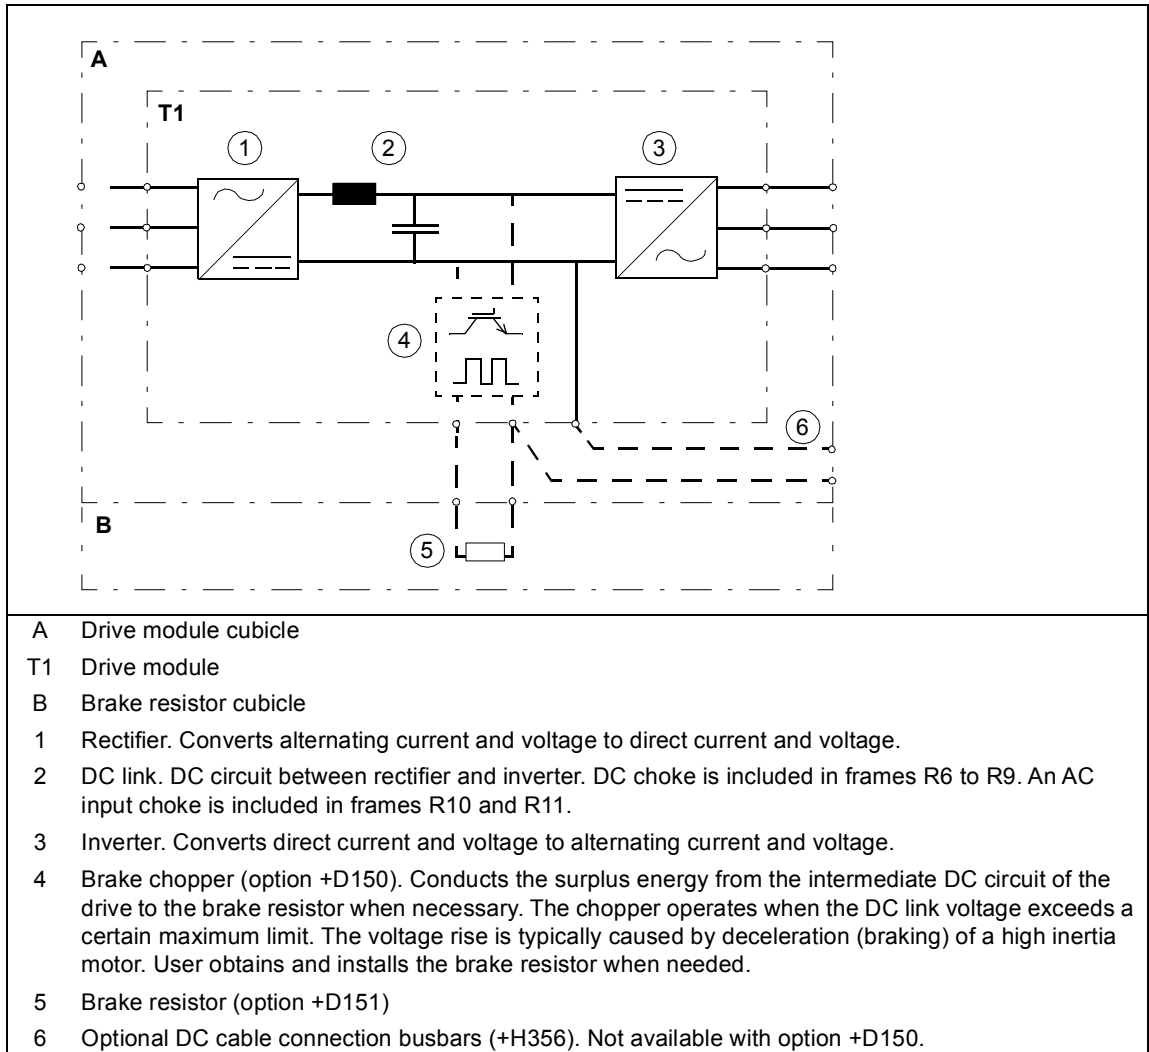 A
T1
1
2
3
4
6
B
5
A Drive module cubicle
T1 Drive module
B Brake resistor cubicle
1 Rectifier. Converts alternating current and voltage to direct current and voltage.
2 DC link. DC circuit between rectifier and inverter. DC choke is included in frames R6 to R9. An AC
input choke is included in frames R10 and R11.
3 Inverter. Converts direct current and voltage to alternating current and voltage.
4 Brake chopper (option +D150). Conducts the surplus energy from the intermediate DC circuit of the
drive to the brake resistor when necessary. The chopper operates when the DC link voltage exceeds a
certain maximum limit. The voltage rise is typically caused by deceleration (braking) of a high inertia
motor. User obtains and installs the brake resistor when needed.
5 Brake resistor (option +D151)
6 Optional DC cable connection busbars (+H356). Not available with option +D150.